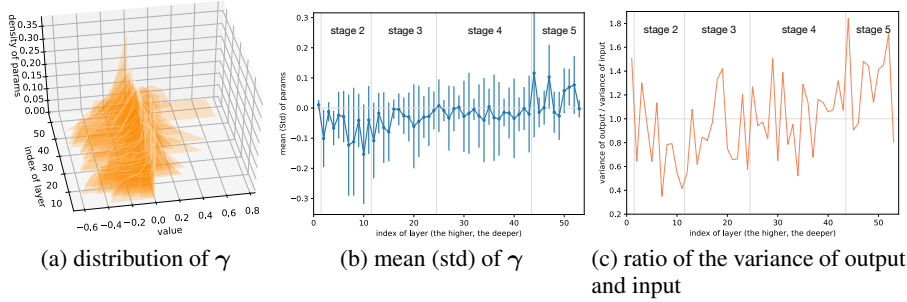 density of params
0.35
0.30
0.25
0.20
0.15
0.10
0.05
0.00
50
40
30
20
10
index of layer
−0.6 −0.4 −0.2 0.0 0.2 0.4 0.6 0.8
value
(a) distribution of γ
mean (Std) of params
0.3
0.2
0.1
0.0
−0.1
−0.2
−0.3
stage 2 stage 3 stage 4 stage 5
0 10 20 30 40 50
index of layer (the higher, the deeper)
(b) mean (std) of γ
variance of output / variance of input
1.8
1.6
1.4
1.2
1.0
0.8
0.6
0.4
0.2
stage 2 stage 3 stage 4 stage 5
0 10 20 30 40 50
index of layer (the higher, the deeper)
(c) ratio of the variance of output
and input